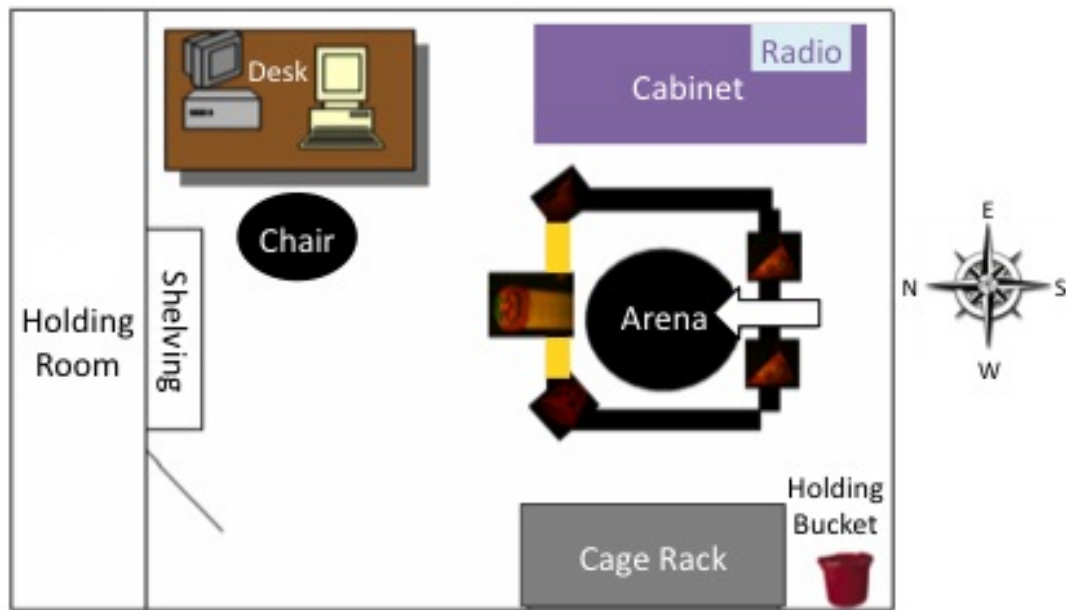 Desk
Radio
Cabinet
Chair
Shelving
Holding
Room
Arena
E
N
S
W
Holding
Bucket
Cage Rack